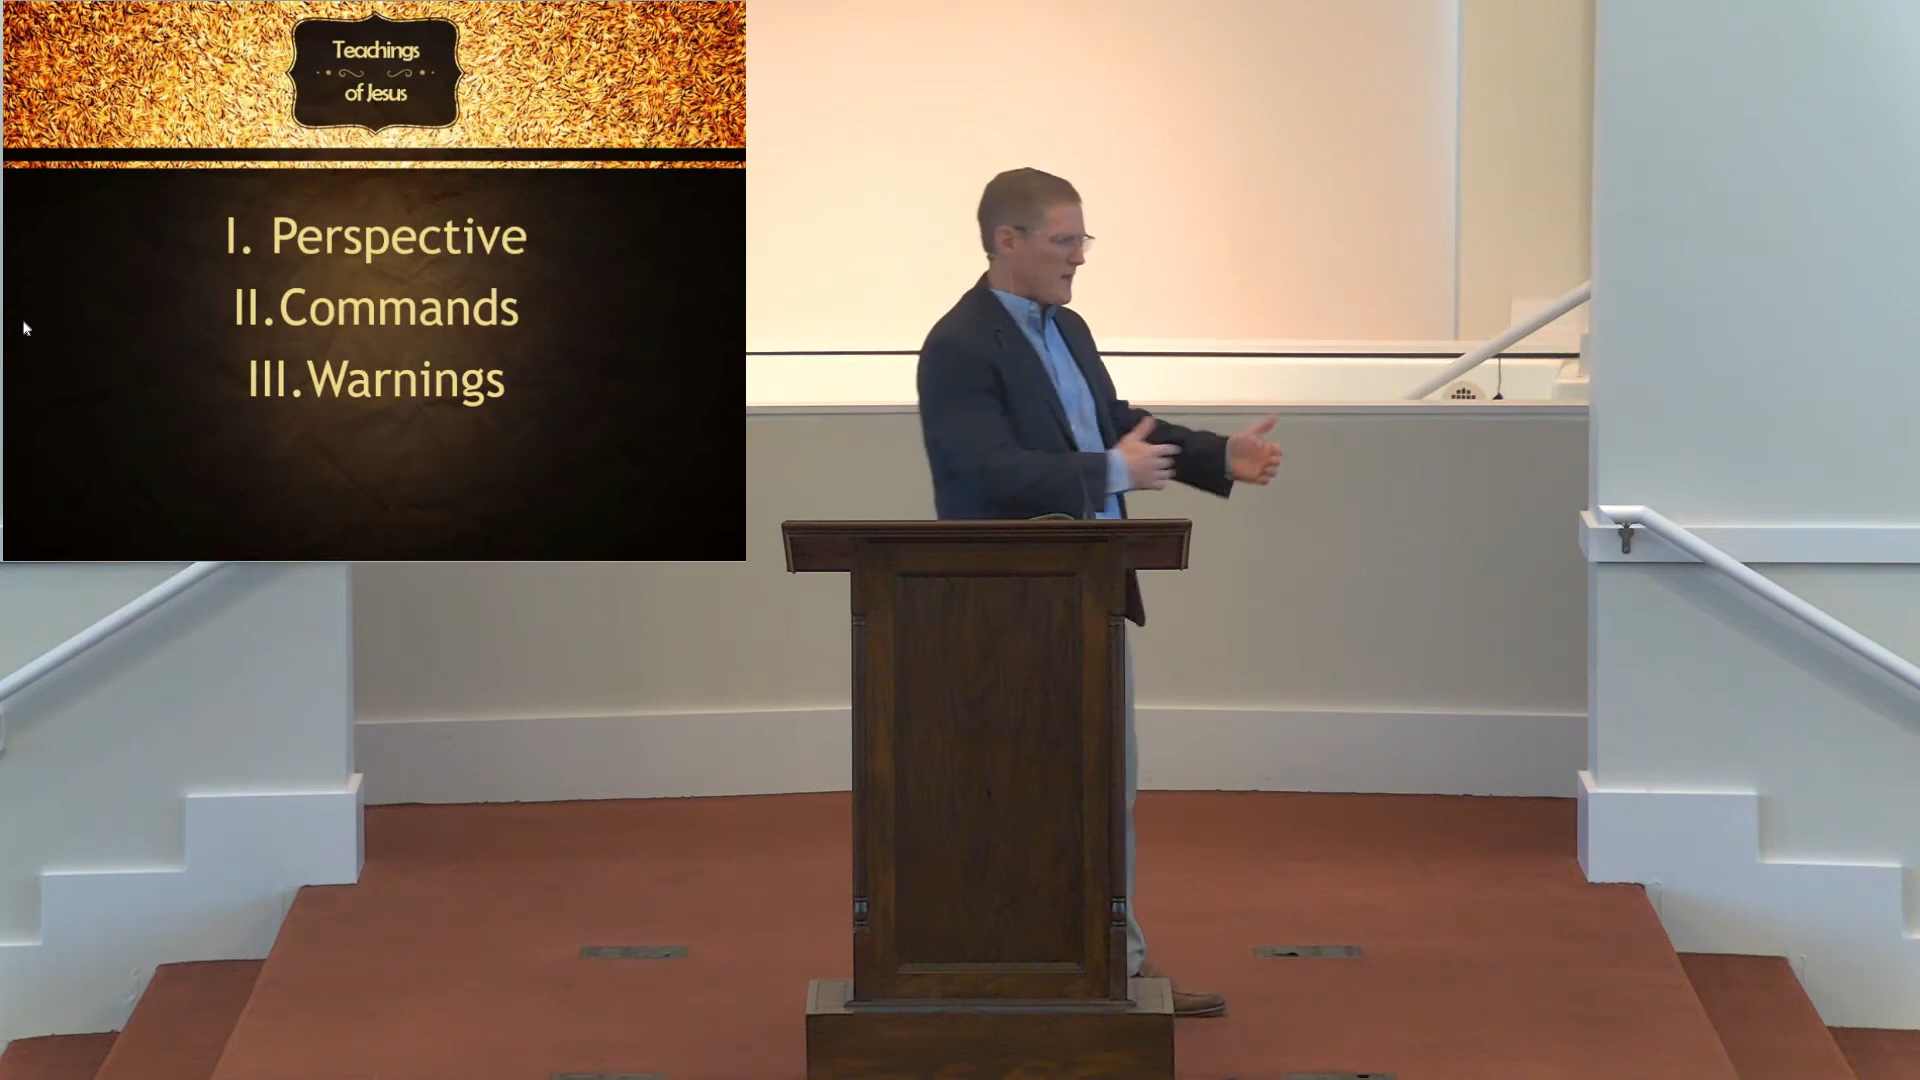 Teachings
of Jesus
I. Perspective
II.Commands
III.Warnings